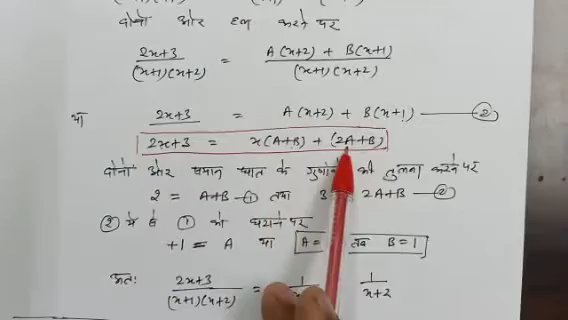 दोनो ओर हल करने पर
(2x+3)/((x+1)(x+2)) = (A(x+2) + B(x+1))/((x+1)(x+2))
या 2x+3 = A(x+2) + B(x+1) —— ②
2x+3 = x(A+B) + (2A+B)
दोनो ओर समान घात के की तुलना करने पर
2 = A+B —① तथा 3 2A+B —②
② मे से ① को घटाने पर
+1 = A या A = तब B=1
अतः (2x+3)/((x+1)(x+2)) = 1/ 1/(x+2)